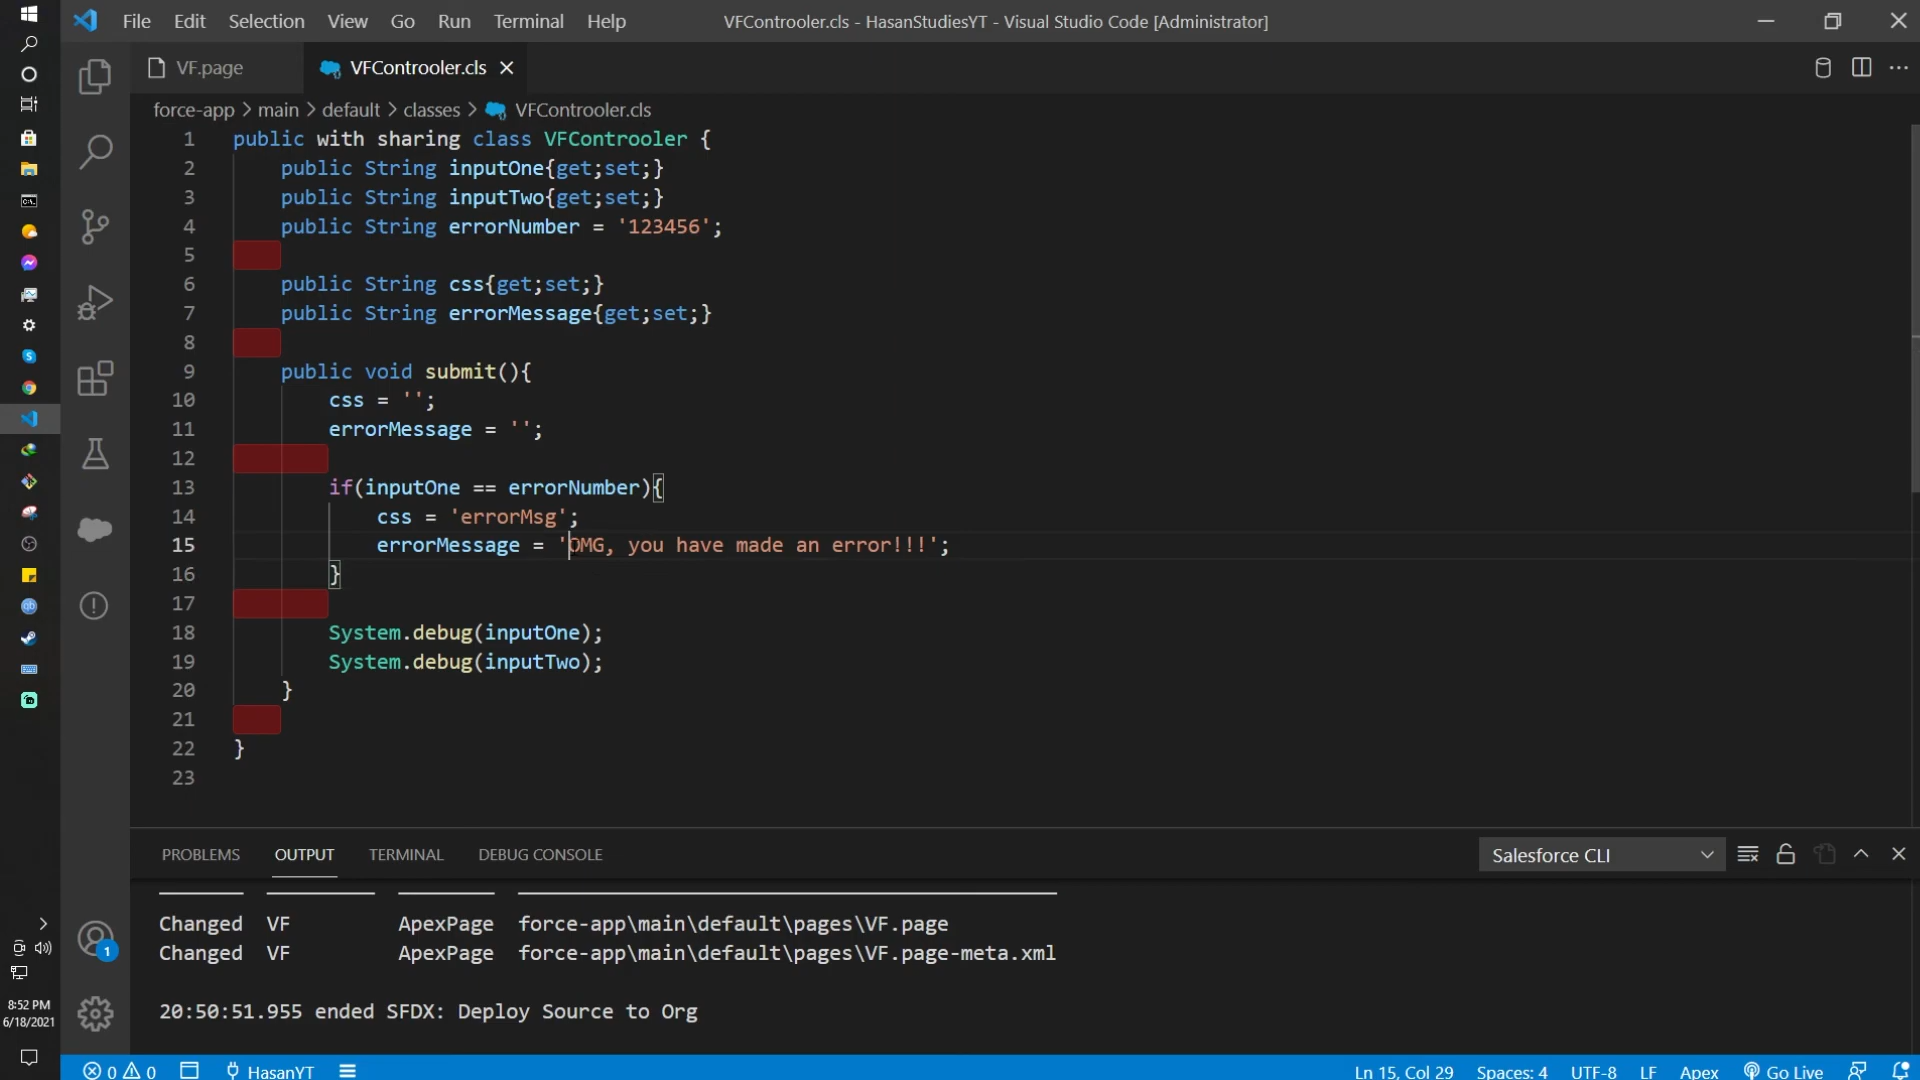 File Edit Selection View Go Run Terminal Help VFControoler.cls - HasanStudiesYT - Visual Studio Code [Administrator]
VF.page VFControoler.cls
force-app > main > default > classes > VFControoler.cls
1 public with sharing class VFControoler {
2 public String inputOne{get;set;}
3 public String inputTwo{get;set;}
4 public String errorNumber = '123456';
5
6 public String css{get;set;}
7 public String errorMessage{get;set;}
8
9 public void submit(){
10 css = '';
11 errorMessage = '';
12
13 if(inputOne == errorNumber){
14 css = 'errorMsg';
15 errorMessage = 'OMG, you have made an error!!!';
16 }
17
18 System.debug(inputOne);
19 System.debug(inputTwo);
20 }
21
22 }
23
PROBLEMS OUTPUT TERMINAL DEBUG CONSOLE Salesforce CLI
Changed VF ApexPage force-app\main\default\pages\VF.page
Changed VF ApexPage force-app\main\default\pages\VF.page-meta.xml
20:50:51.955 ended SFDX: Deploy Source to Org
1
8:52 PM
6/18/2021
0 0 HasanYT Ln 15, Col 29 Spaces: 4 UTF-8 LF Apex Go Live